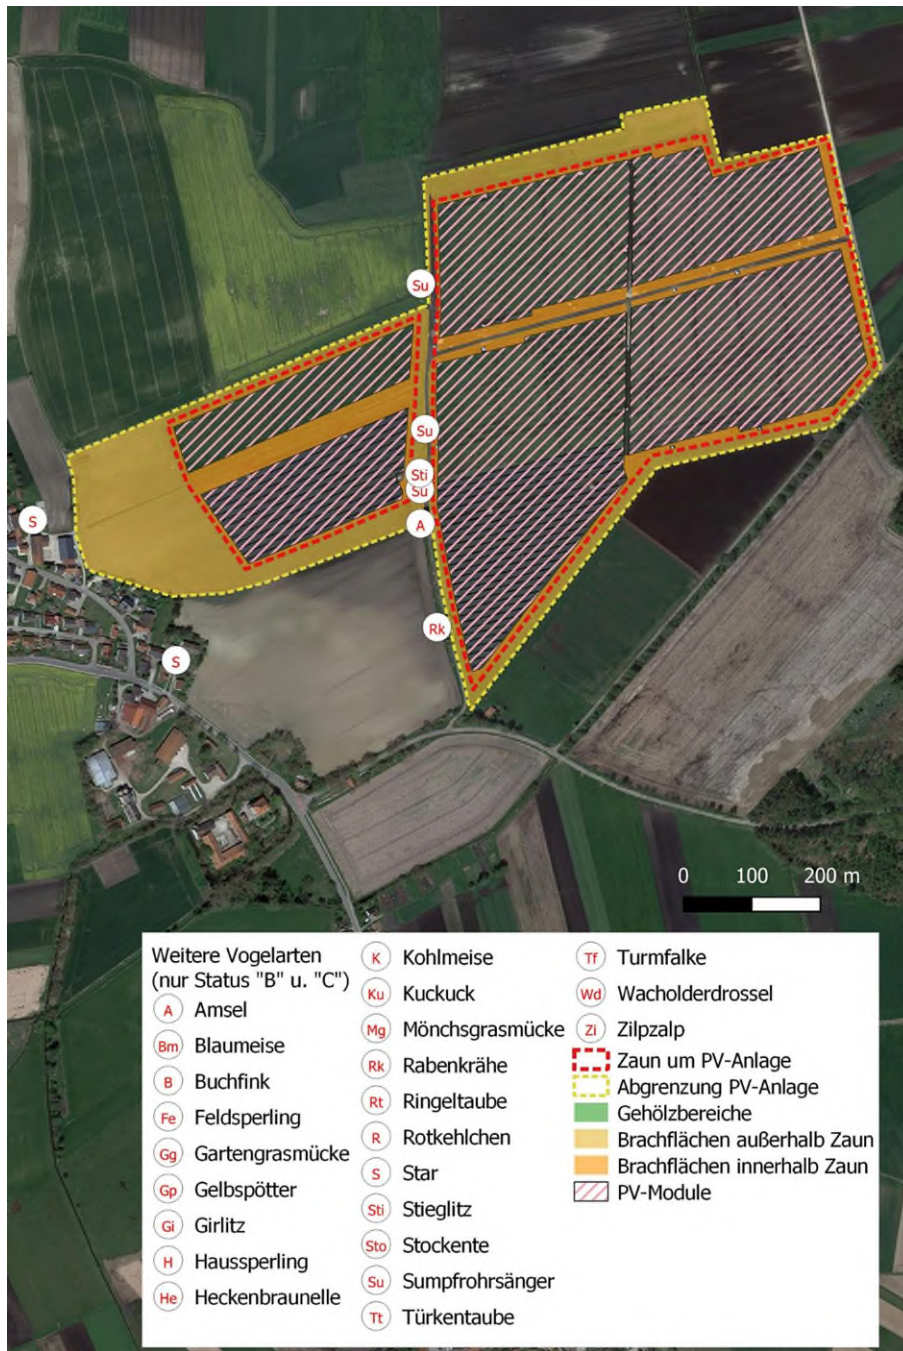 Su
Su
Sti
Su
A
S
Rk
S
0 100 200 m
Weitere Vogelarten
(nur Status "B" u. "C")
A Amsel
Bm Blaumeise
B Buchfink
Fe Feldsperling
Gg Gartengrasmücke
Gp Gelbspötter
Gi Girlitz
H Haussperling
He Heckenbraunelle
K Kohlmeise
Ku Kuckuck
Mg Mönchsgrasmücke
Rk Rabenkrähe
Rt Ringeltaube
R Rotkehlchen
S Star
Sti Stieglitz
Sto Stockente
Su Sumpfrohrsänger
Tt Türkentaube
Tf Turmfalke
Wd Wacholderdrossel
Zi Zilpzalp
Zaun um PV-Anlage
Abgrenzung PV-Anlage
Gehölzbereiche
Brachflächen außerhalb Zaun
Brachflächen innerhalb Zaun
PV-Module